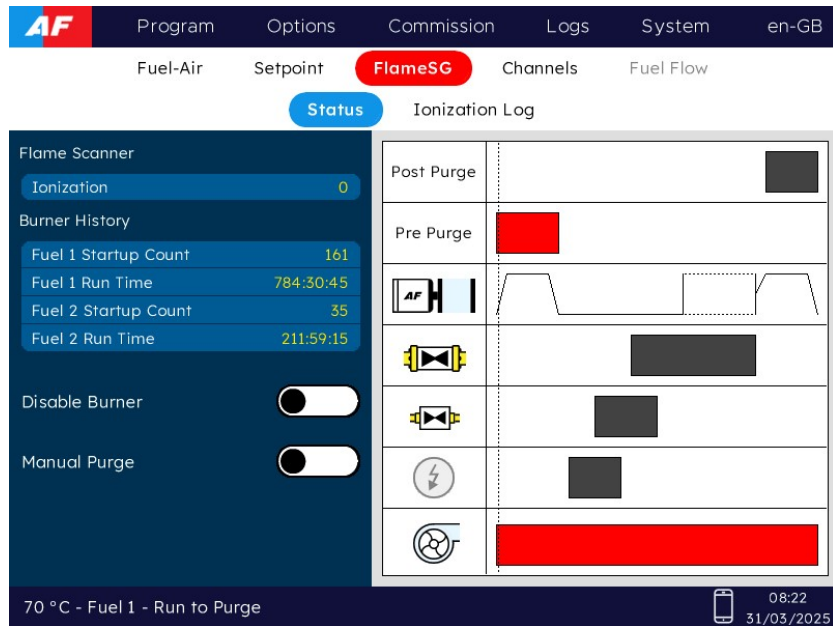 AF Program Options Commission Logs System en-GB
Fuel-Air Setpoint FlameSG Channels Fuel Flow
Status Ionization Log
Flame Scanner
Ionization 0
Burner History
Fuel 1 Startup Count 161
Fuel 1 Run Time 784:30:45
Fuel 2 Startup Count 35
Fuel 2 Run Time 211:59:15
Disable Burner
Manual Purge
Post Purge
Pre Purge
AF
70 °C - Fuel 1 - Run to Purge
08:22
31/03/2025